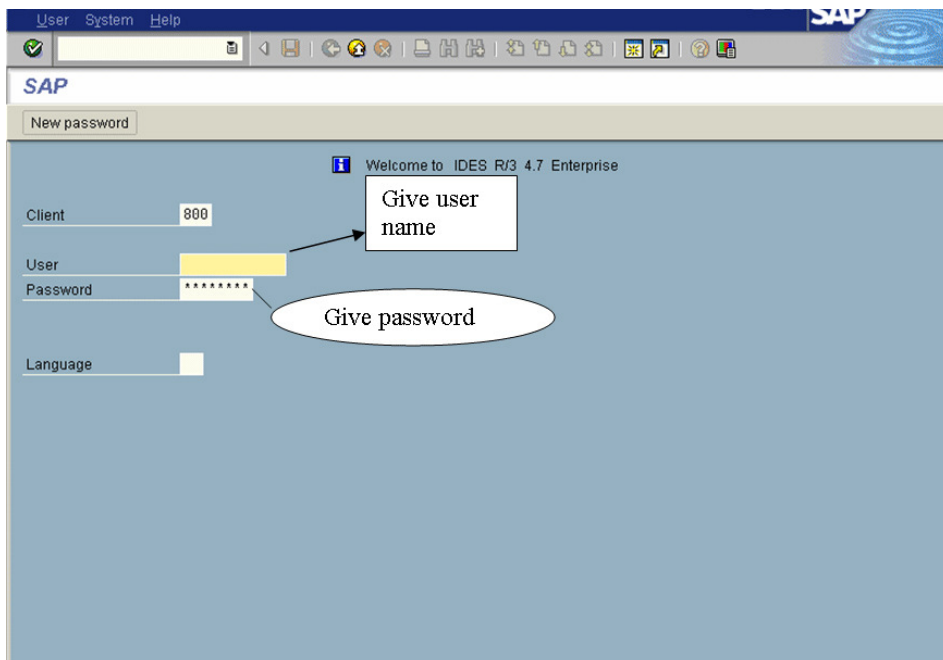 User System Help
SAP
SAP
New password
Welcome to IDES R/3 4.7 Enterprise
Give user
name
Client 800
User
Password ********
Give password
Language